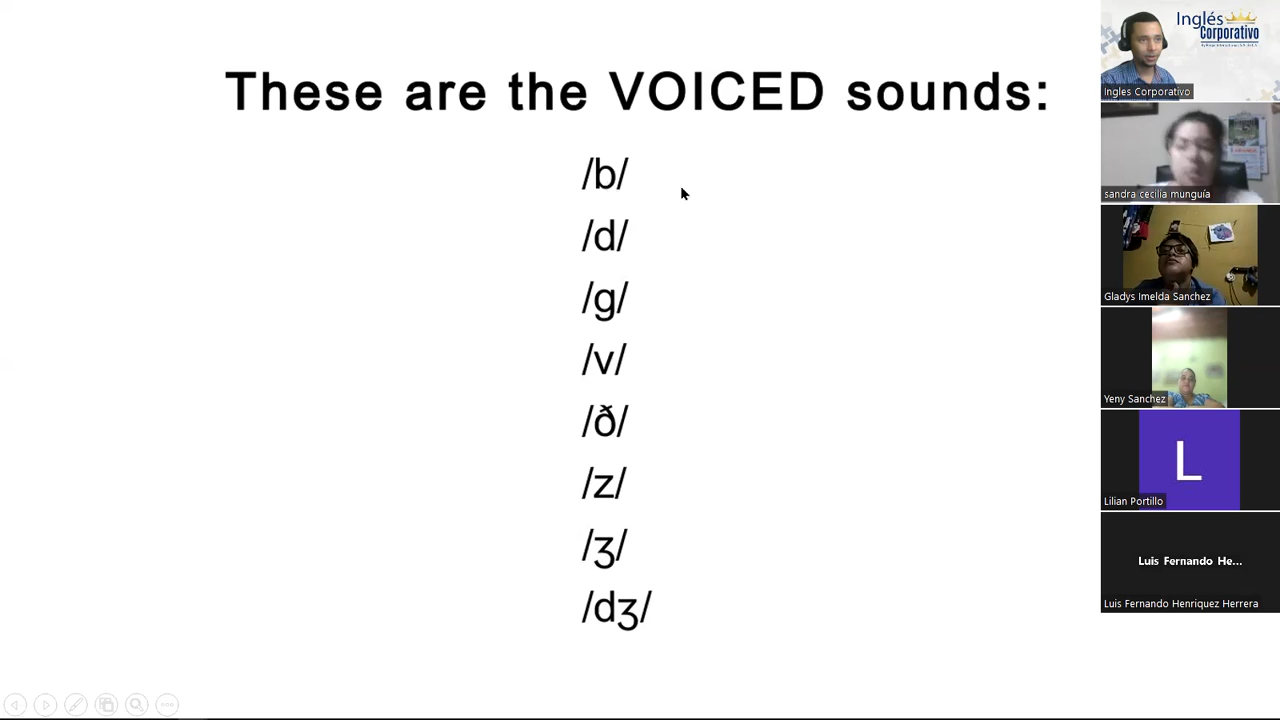 These are the VOICED sounds:
/b/
/d/
/g/
/v/
/ð/
/z/
/ʒ/
/dʒ/
Inglés
Corporativo
Ingles Corporativo
sandra cecilia munguía
Gladys Imelda Sanchez
Yeny Sanchez
L
Lilian Portillo
Luis Fernando He...
Luis Fernando Henriquez Herrera